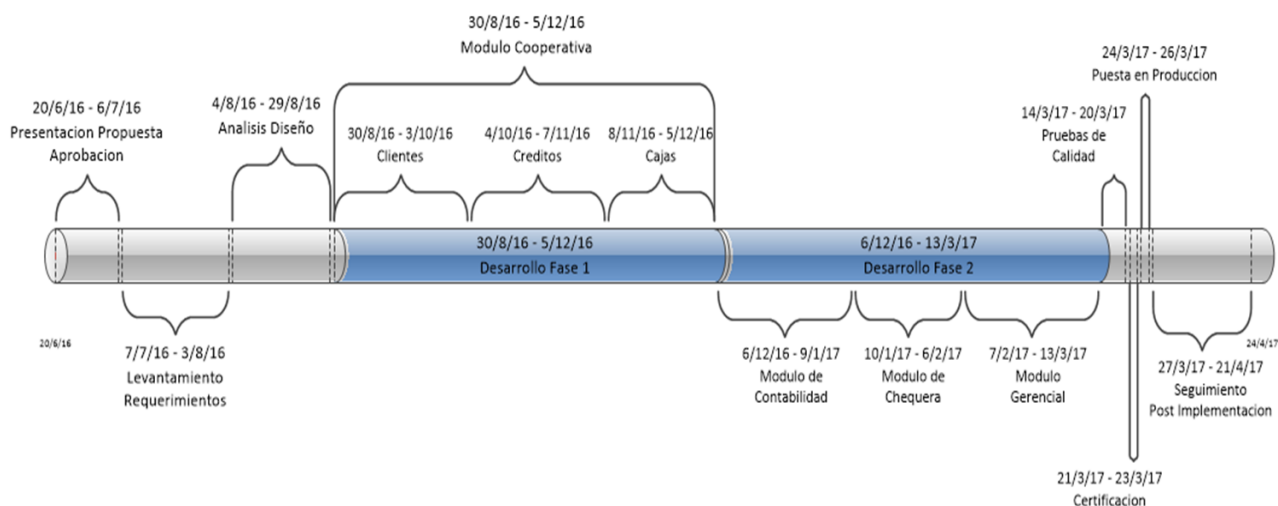 30/8/16 - 5/12/16
Modulo Cooperativa
24/3/17 - 26/3/17
Puesta en Produccion
20/6/16 - 6/7/16
Presentacion Propuesta
Aprobacion
4/8/16 - 29/8/16
Analisis Diseño
30/8/16 - 3/10/16
Clientes
4/10/16 - 7/11/16
Creditos
8/11/16 - 5/12/16
Cajas
14/3/17 - 20/3/17
Pruebas de
Calidad
30/8/16 - 5/12/16
Desarrollo Fase 1
6/12/16 - 13/3/17
Desarrollo Fase 2
20/6/16
24/4/17
7/7/16 - 3/8/16
Levantamiento
Requerimientos
6/12/16 - 9/1/17
Modulo de
Contabilidad
10/1/17 - 6/2/17
Modulo de
Chequera
7/2/17 - 13/3/17
Modulo
Gerencial
27/3/17 - 21/4/17
Seguimiento
Post Implementacion
21/3/17 - 23/3/17
Certificacion